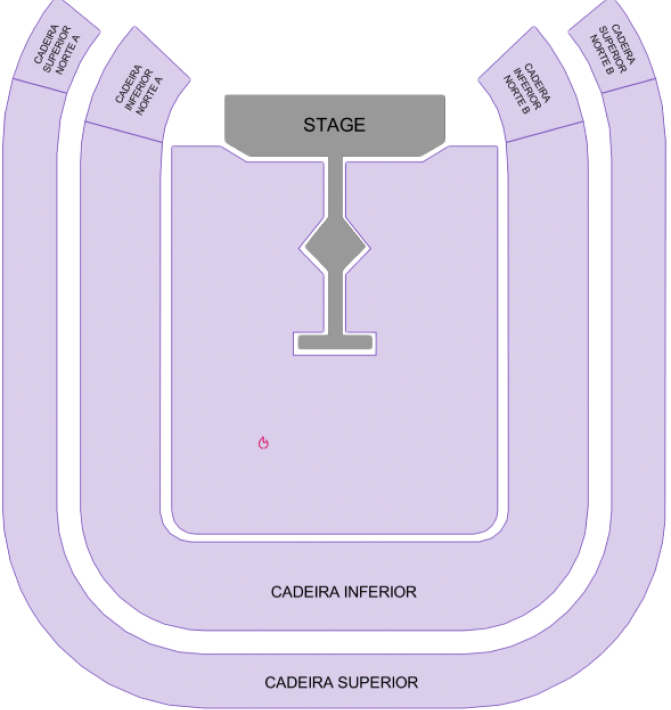 CADEIRA
SUPERIOR
NORTE A
CADEIRA
SUPERIOR
NORTE B
CADEIRA
INFERIOR
NORTE A
CADEIRA
INFERIOR
NORTE B
STAGE
CADEIRA INFERIOR
CADEIRA SUPERIOR